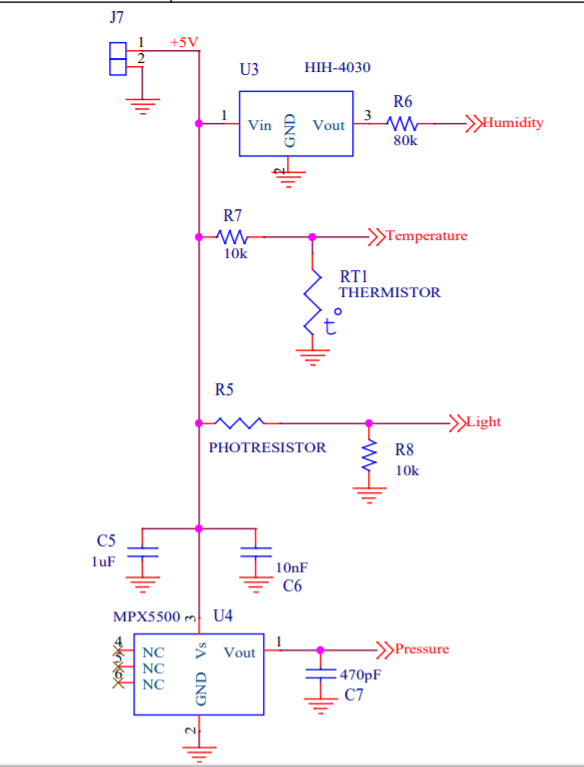 J7
1
+5V
2
U3
HIH-4030
1
Vin
GND
Vout
3
R6
80k
Humidity
2
R7
10k
Temperature
RT1
THERMISTOR
t°
R5
PHOTRESISTOR
Light
R8
10k
C5
1uF
10nF
C6
MPX5500
3
U4
4
NC
Vs
Vout
1
Pressure
5
NC
6
NC
GND
470pF
C7
2